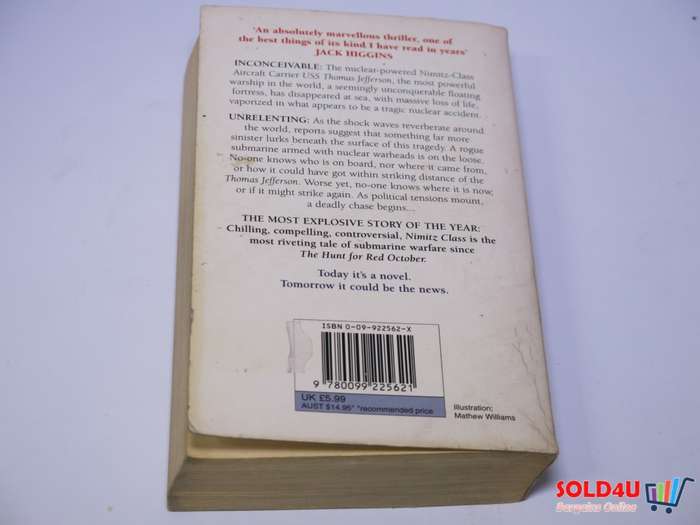 'An absolutely marvellous thriller, one of
the best things of its kind I have read in years'
JACK HIGGINS
INCONCEIVABLE: The nuclear-powered Nimitz-Class
Aircraft Carrier USS Thomas Jefferson, the most powerful
warship in the world, a seemingly unconquerable floating
fortress, has disappeared at sea, with massive loss of life,
vaporized in what appears to be a tragic nuclear accident.
UNRELENTING: As the shock waves reverberate around
the world, reports suggest that something far more
sinister lurks beneath the surface of this tragedy. A rogue
submarine armed with nuclear warheads is on the loose.
No-one knows who is on board, nor where it came from,
or how it could have got within striking distance of the
Thomas Jefferson. Worse yet, no-one knows where it is now,
or if it might strike again. As political tensions mount,
a deadly chase begins...
THE MOST EXPLOSIVE STORY OF THE YEAR:
Chilling, compelling, controversial, Nimitz Class is the
most riveting tale of submarine warfare since
The Hunt for Red October.
Today it's a novel.
Tomorrow it could be the news.
ISBN 0-09-922562-X
9 780099 225621
UK £5.99
AUST $14.95* *recommended price
Illustration;
Mathew Williams
SOLD4U
Bargains Online